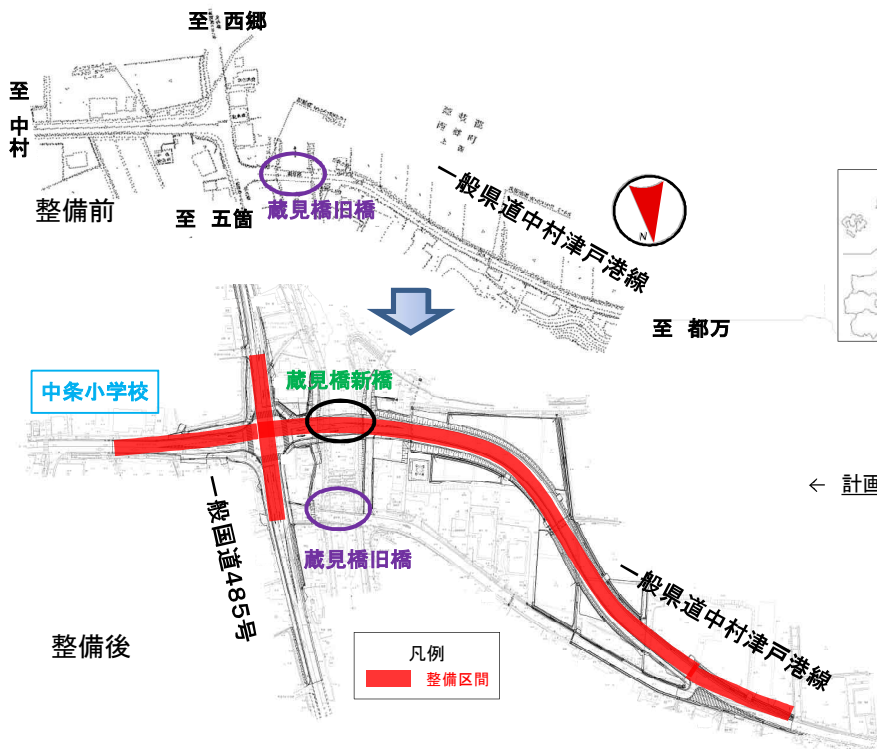 至 西郷
至 中村
整備前
至 五箇
蔵見橋旧橋
一般県道中村津戸港線
N
至 都万
中条小学校
蔵見橋新橋
← 計画
一般国道485号
蔵見橋旧橋
一般県道中村津戸港線
整備後
凡例
整備区間